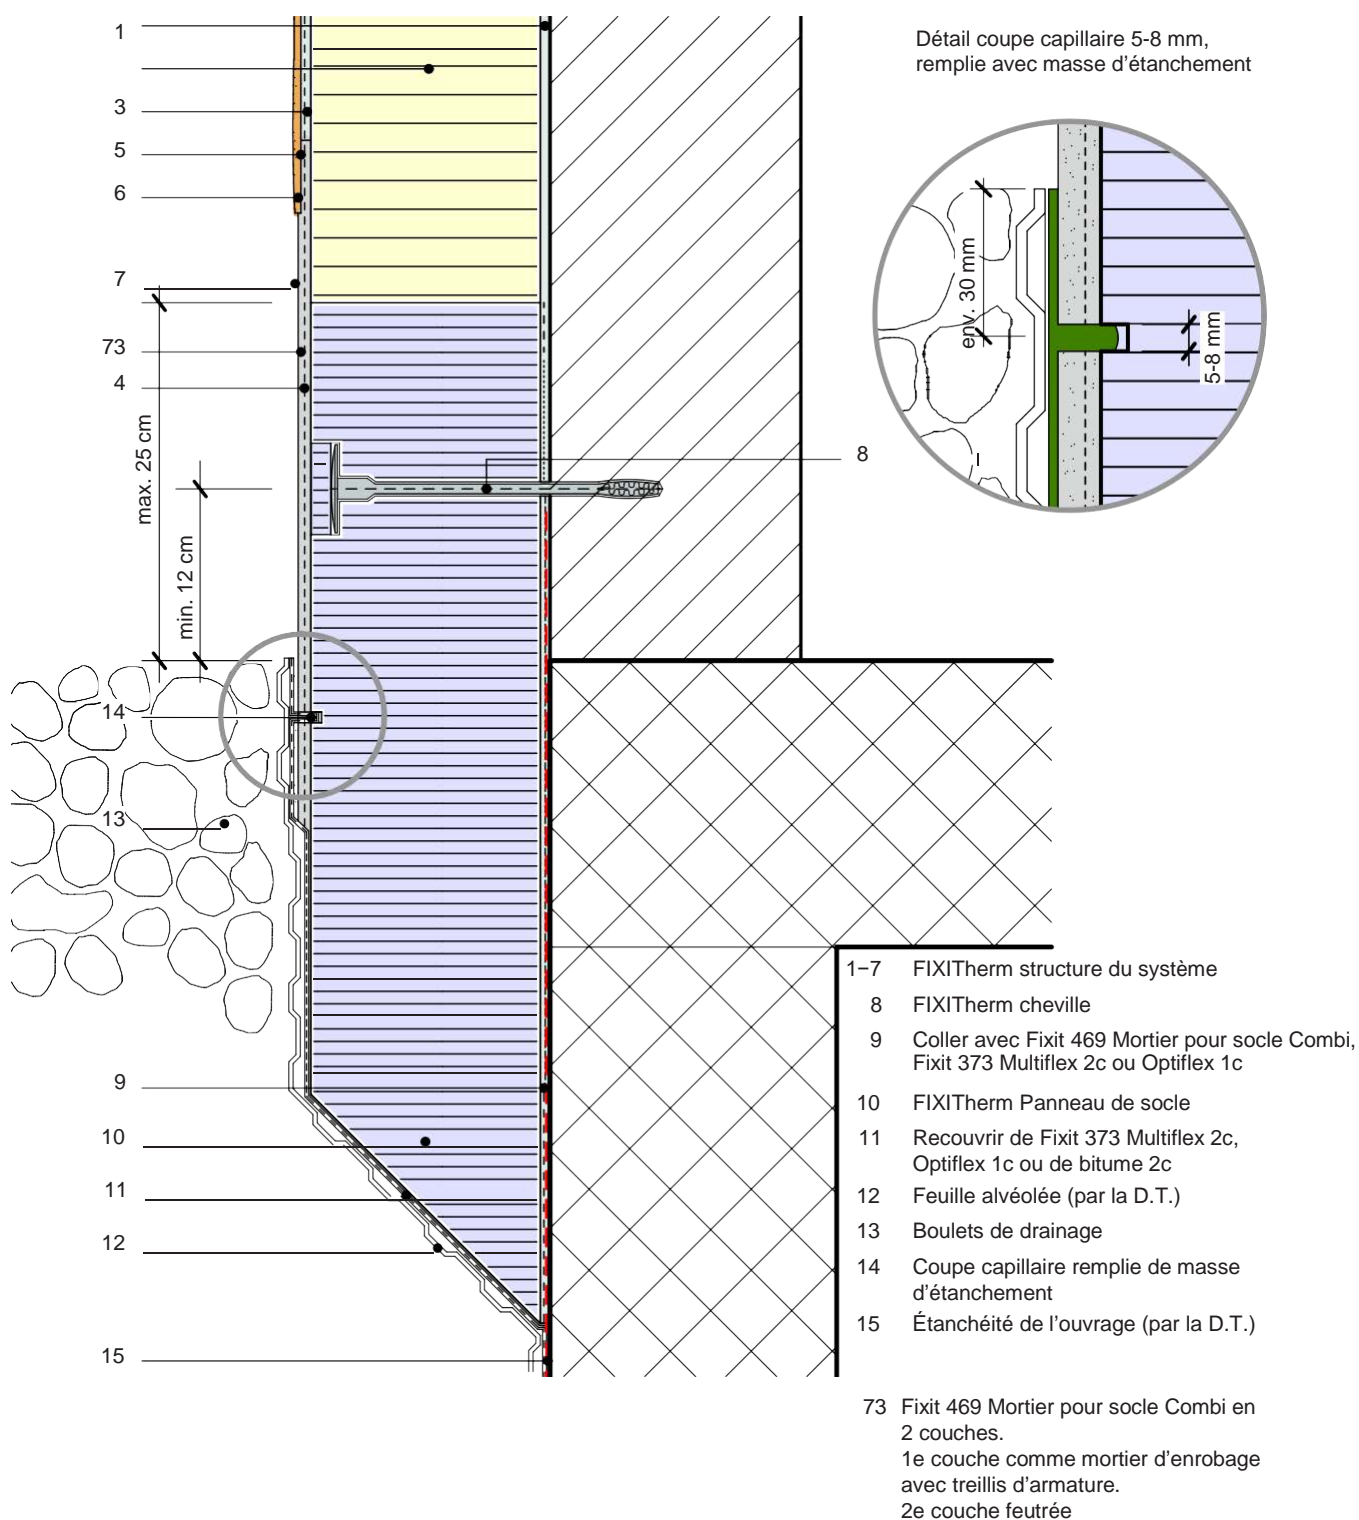 1
3
5
6
7
73
4
max. 25 cm
min. 12 cm
8
14
13
9
10
11
12
15
Détail coupe capillaire 5-8 mm,
remplie avec masse d'étanchement
env. 30 mm
5-8 mm
1–7 FIXITherm structure du système
8 FIXITherm cheville
9 Coller avec Fixit 469 Mortier pour socle Combi,
Fixit 373 Multiflex 2c ou Optiflex 1c
10 FIXITherm Panneau de socle
11 Recouvrir de Fixit 373 Multiflex 2c,
Optiflex 1c ou de bitume 2c
12 Feuille alvéolée (par la D.T.)
13 Boulets de drainage
14 Coupe capillaire remplie de masse
d'étanchement
15 Étanchéité de l'ouvrage (par la D.T.)
73 Fixit 469 Mortier pour socle Combi en
2 couches.
1e couche comme mortier d'enrobage
avec treillis d'armature.
2e couche feutrée